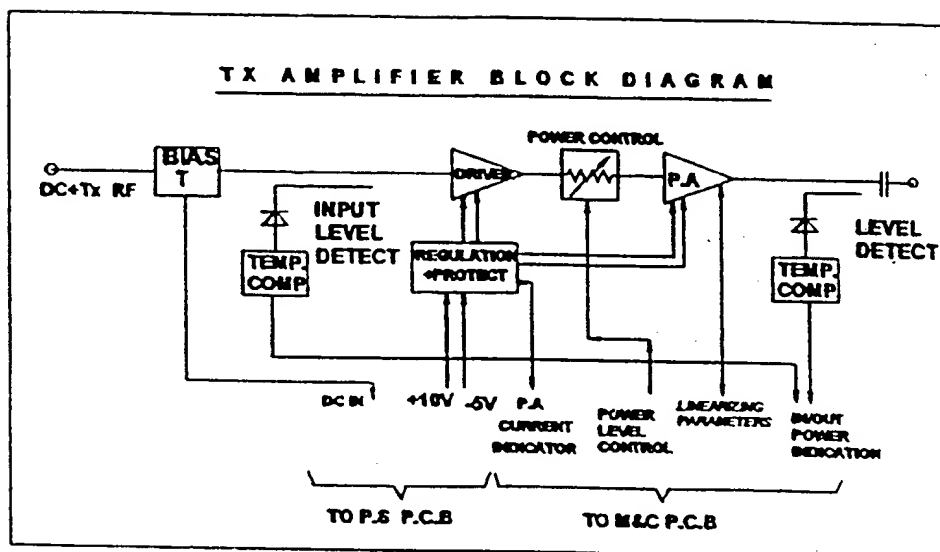 TX AMPLIFIER BLOCK DIAGRAM
POWER CONTROL
BIAS
T
DRIVER
P.A
DC+Tx RF
INPUT
LEVEL
DETECT
LEVEL
DETECT
TEMP.
COMP
REGULATION
+PROTECT
TEMP.
COMP
DC IN
+10V
-5V
P.A
CURRENT
INDICATOR
POWER
LEVEL
CONTROL
LINEARIZING
PARAMETERS
IN/OUT
POWER
INDICATION
TO P.S P.C.B
TO M&C P.C.B